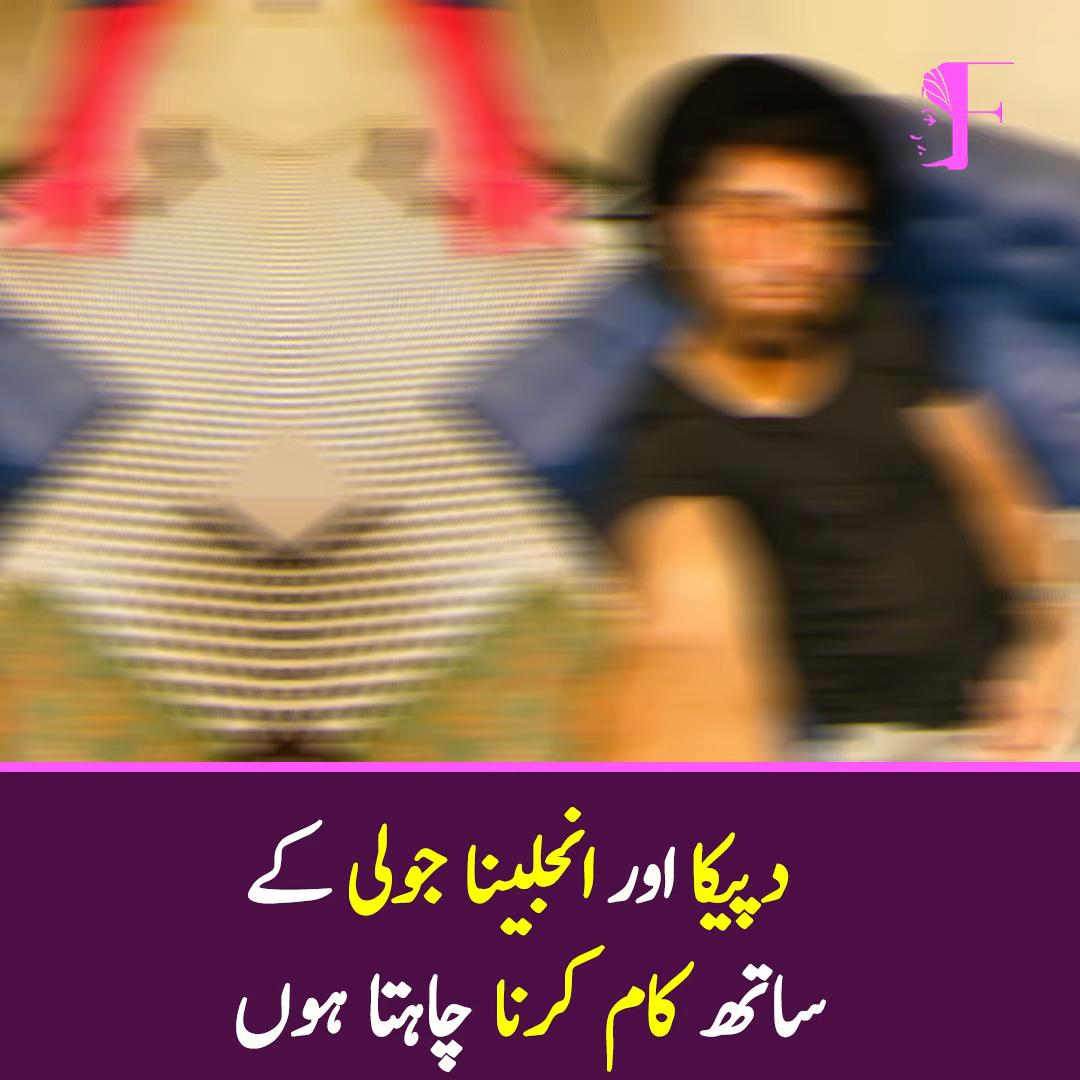 F
دپیکا اور انجلینا جولی کے
ساتھ کام کرنا چاہتا ہوں